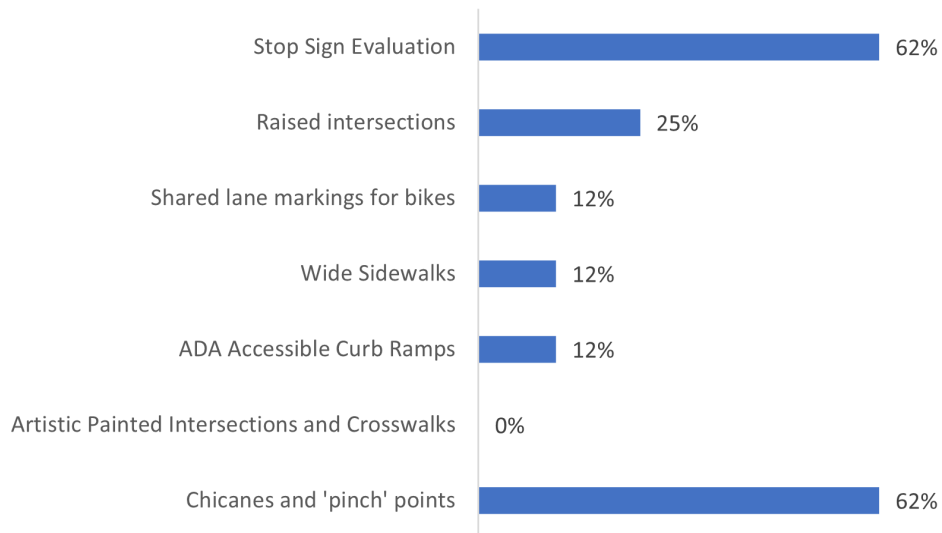 Stop Sign Evaluation 62%
Raised intersections 25%
Shared lane markings for bikes 12%
Wide Sidewalks 12%
ADA Accessible Curb Ramps 12%
Artistic Painted Intersections and Crosswalks 0%
Chicanes and 'pinch' points 62%